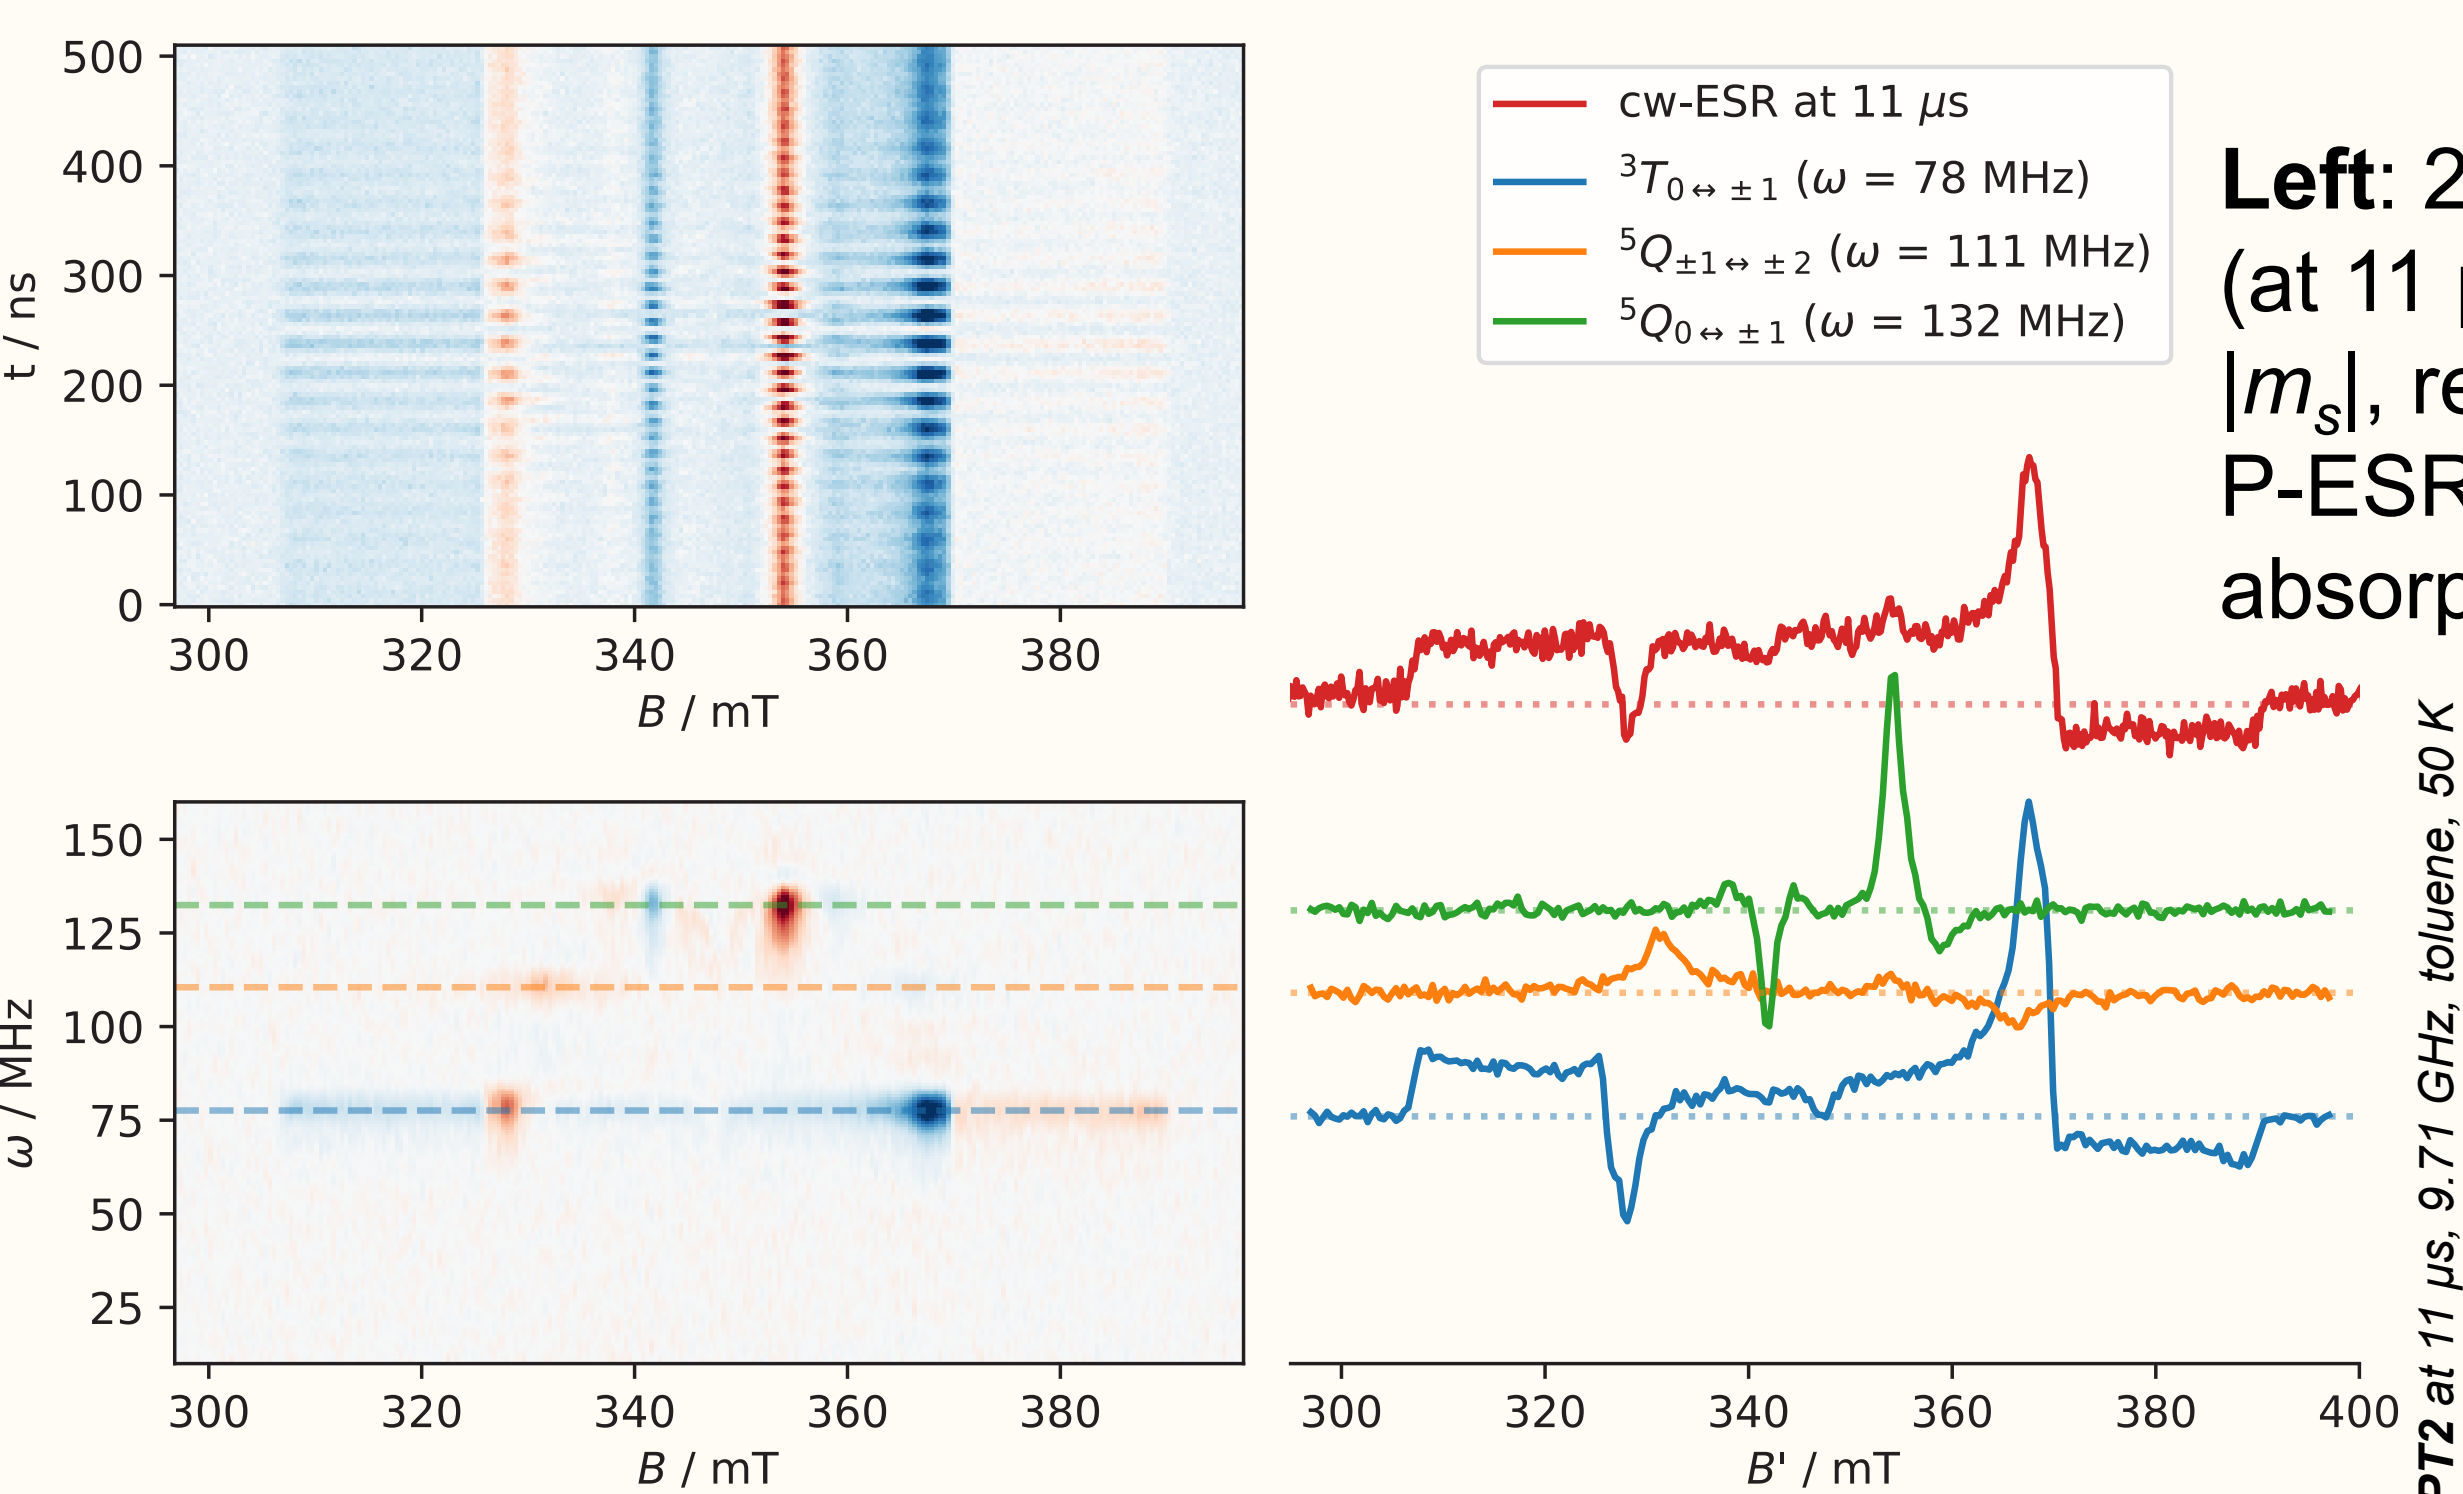 500
400
300
200
100
0
t / ns
300 320 340 360 380
B / mT
150
125
100
75
50
25
ω / MHz
300 320 340 360 380
B / mT
cw-ESR at 11 μs
³T₀↔±₁ (ω = 78 MHz)
⁵Q±₁↔±₂ (ω = 111 MHz)
⁵Q₀↔±₁ (ω = 132 MHz)
300 320 340 360 380 400
B' / mT
Left: 2
(at 11
|mₛ|, re
P-ESR
absorp
PT2 at 11 μs, 9.71 GHz, toluene, 50 K